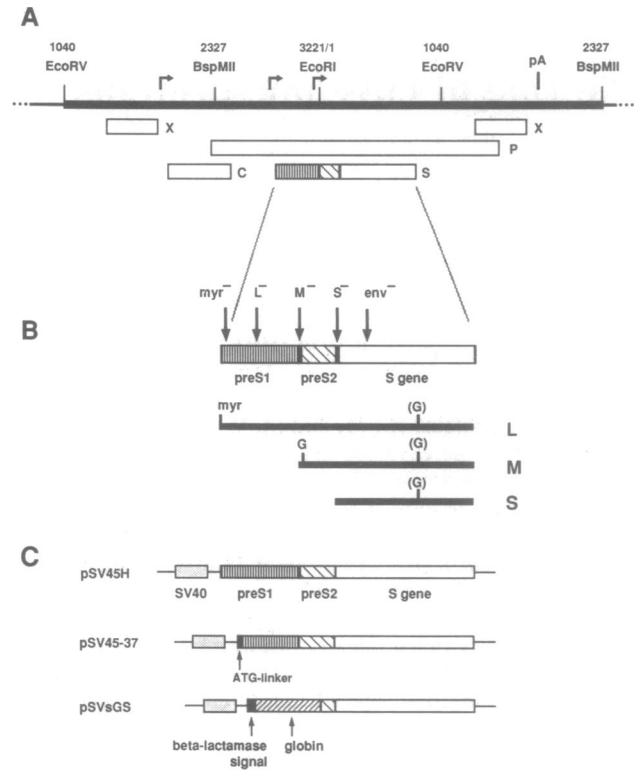 A
1040 2327 3221/1 1040 pA 2327
EcoRV BspMII EcoRI EcoRV BspMII
X X
P
C S
myr⁻ L⁻ M⁻ S⁻ env⁻
B
preS1 preS2 S gene
myr (G) L
G (G) M
(G) S
C
pSV45H
SV40 preS1 preS2 S gene
pSV45-37
ATG-linker
pSVsGS
beta-lactamase globin
signal